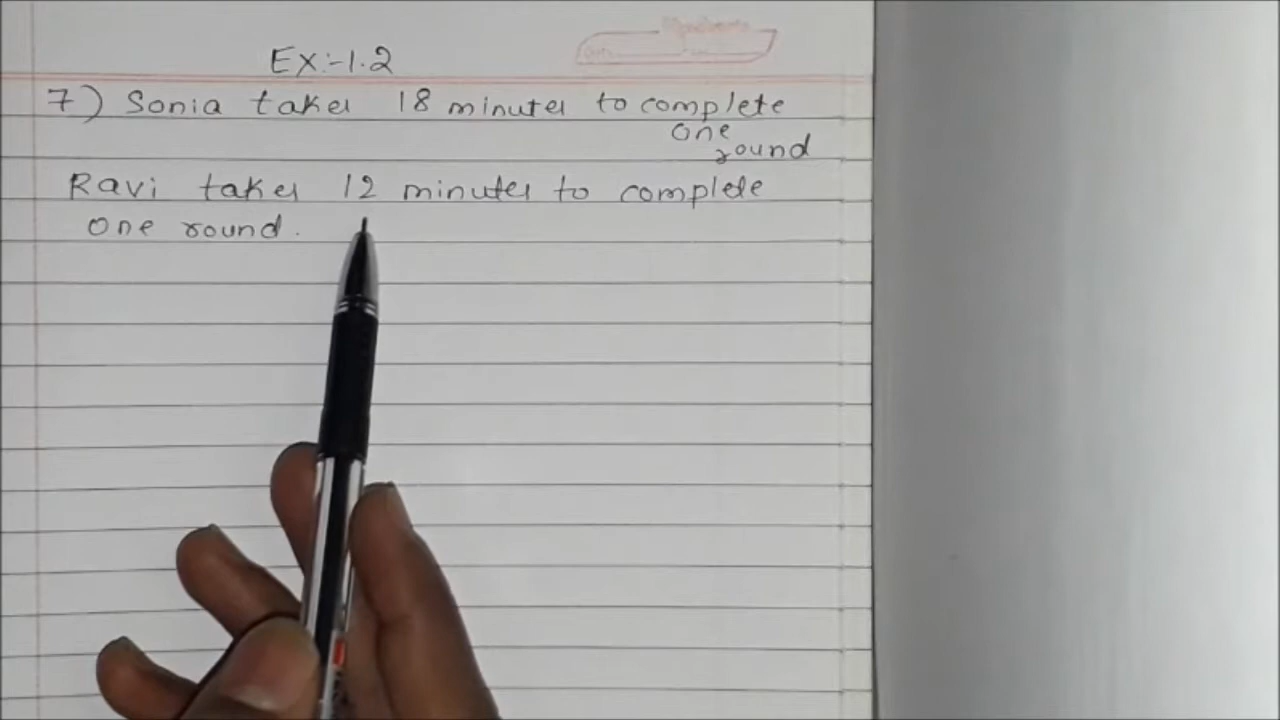 Ex:-1.2
7) Sonia takes 18 minutes to complete
one
round
Ravi takes 12 minutes to complete
one round.